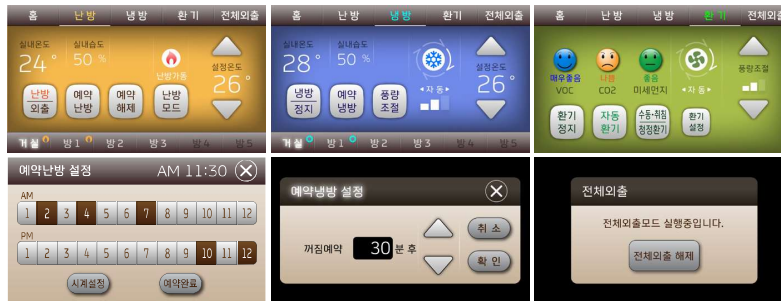 홈 난방 냉방 환기 전체외출
실내온도 실내습도
24° 50 %
난방가동
설정온도
26°
난방 외출
예약 난방
예약 해제
난방 모드
거실 방1 방2 방3 방4 방5
홈 난방 냉방 환기 전체외출
실내온도 실내습도
28° 50 %
설정온도
26°
◂자동▸
냉방 정지
예약 냉방
풍량 조절
거실 방1 방2 방3 방4 방5
홈 난방 냉방 환기 전체외
매우좋음 나쁨 좋음
VOC CO2 미세먼지
◂자동▸
풍량조절
환기 정지
자동 환기
수동·취침 청정환기
환기 설정
예약난방 설정 AM 11:30
AM
1 2 3 4 5 6 7 8 9 10 11 12
PM
1 2 3 4 5 6 7 8 9 10 11 12
시계설정 예약완료
예약냉방 설정
꺼짐예약 30 분 후
취소
확인
전체외출
전체외출모드 실행중입니다.
전체외출 해제